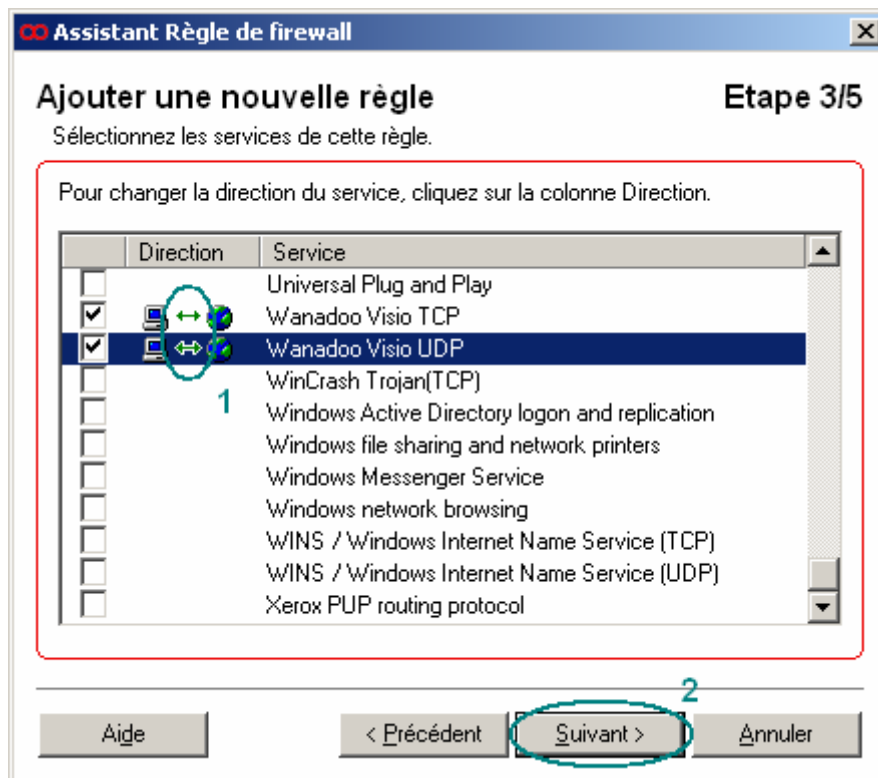 Assistant Règle de firewall
Ajouter une nouvelle règle Etape 3/5
Sélectionnez les services de cette règle.
Pour changer la direction du service, cliquez sur la colonne Direction.
Direction Service
Universal Plug and Play
Wanadoo Visio TCP
Wanadoo Visio UDP
1
WinCrash Trojan(TCP)
Windows Active Directory logon and replication
Windows file sharing and network printers
Windows Messenger Service
Windows network browsing
WINS / Windows Internet Name Service (TCP)
WINS / Windows Internet Name Service (UDP)
Xerox PUP routing protocol
2
Aide < Précédent Suivant > Annuler